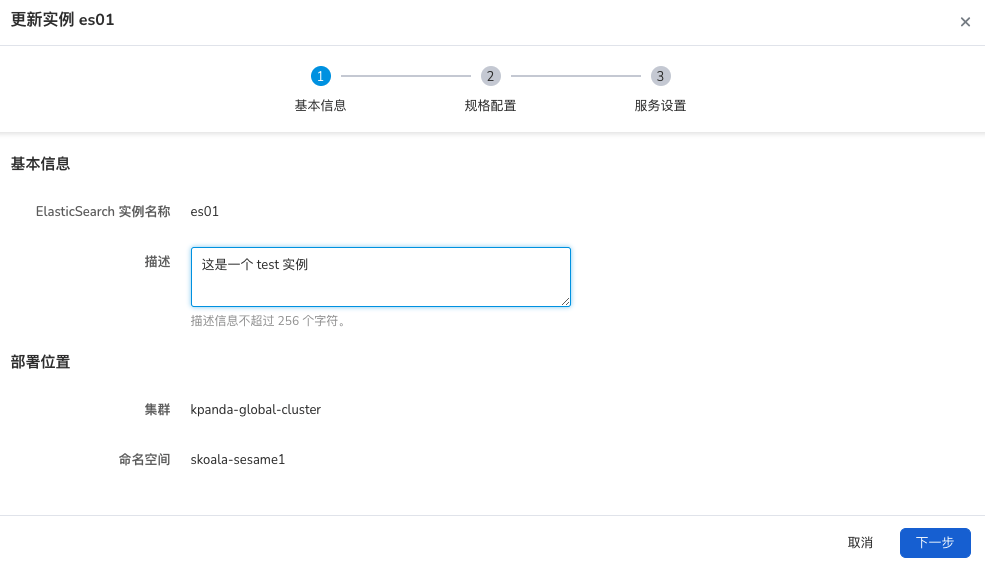 更新实例 es01
×
1 2 3
基本信息 规格配置 服务设置
基本信息
ElasticSearch 实例名称 es01
描述 这是一个 test 实例
描述信息不超过 256 个字符。
部署位置
集群 kpanda-global-cluster
命名空间 skoala-sesame1
取消 下一步